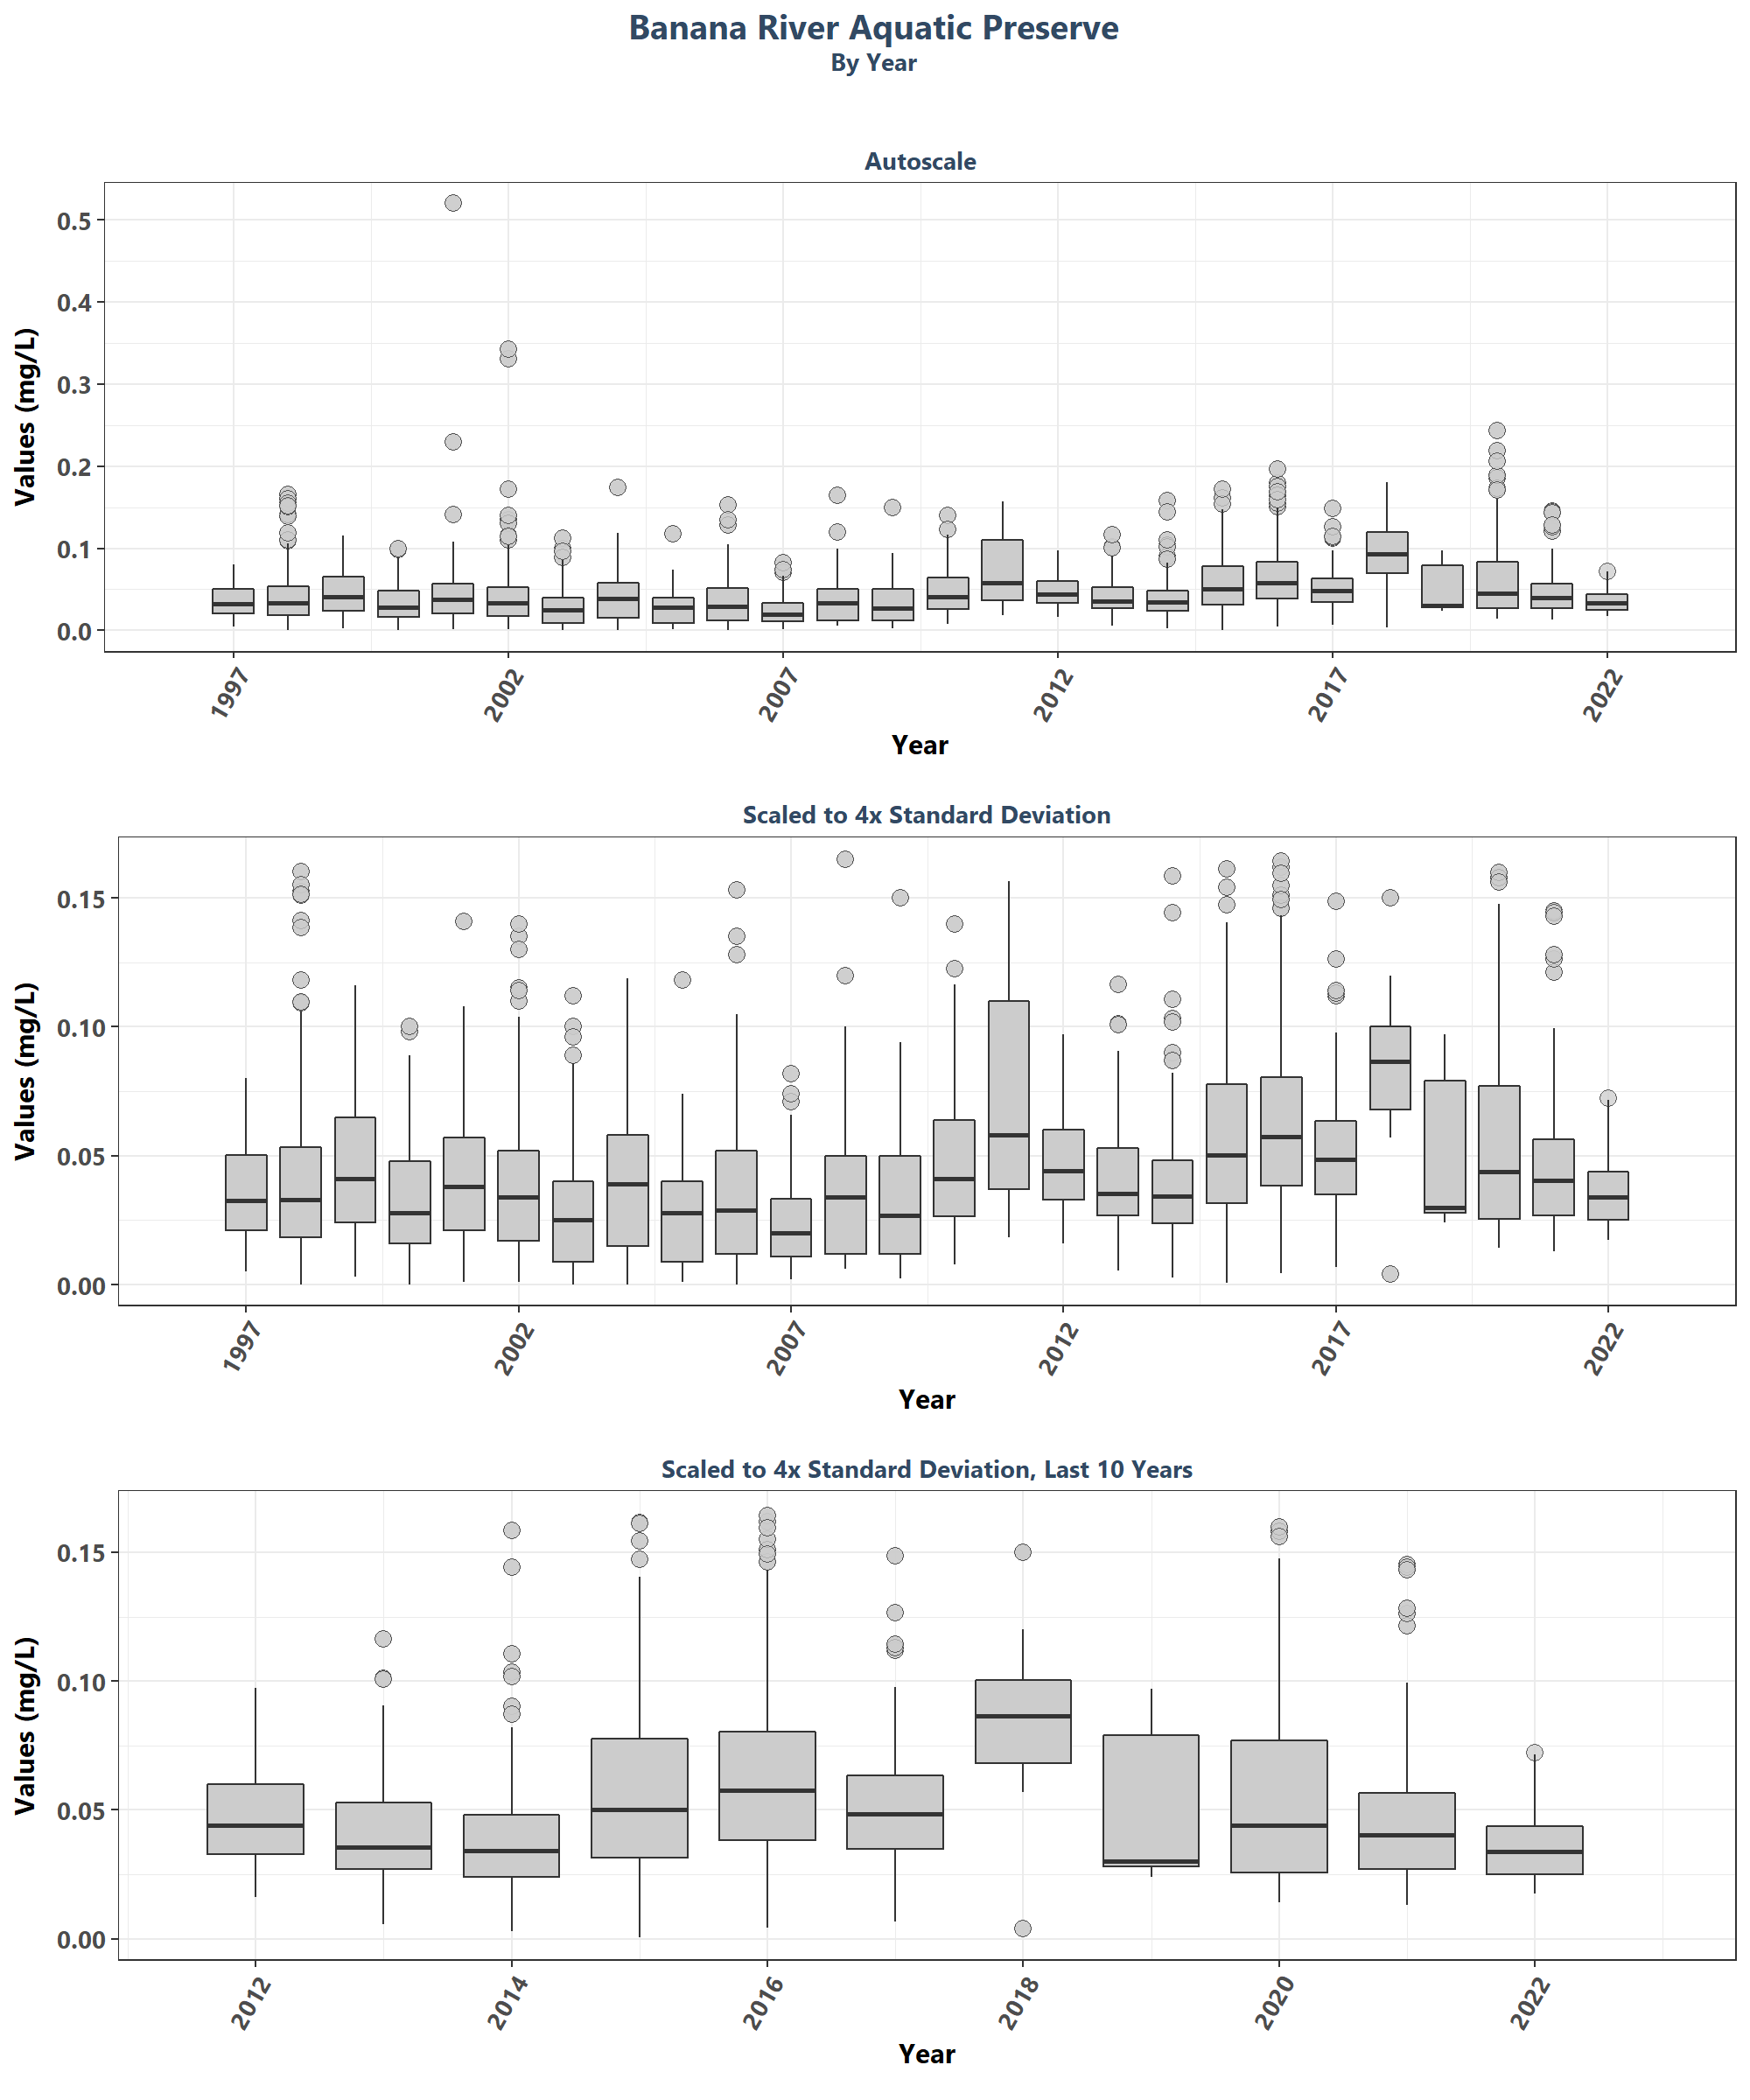 Banana River Aquatic Preserve
By Year
Autoscale
Values (mg/L)
0.5
0.4
0.3
0.2
0.1
0.0
1997
2002
2007
2012
2017
2022
Year
Scaled to 4x Standard Deviation
Values (mg/L)
0.15
0.10
0.05
0.00
1997
2002
2007
2012
2017
2022
Year
Scaled to 4x Standard Deviation, Last 10 Years
Values (mg/L)
0.15
0.10
0.05
0.00
2012
2014
2016
2018
2020
2022
Year